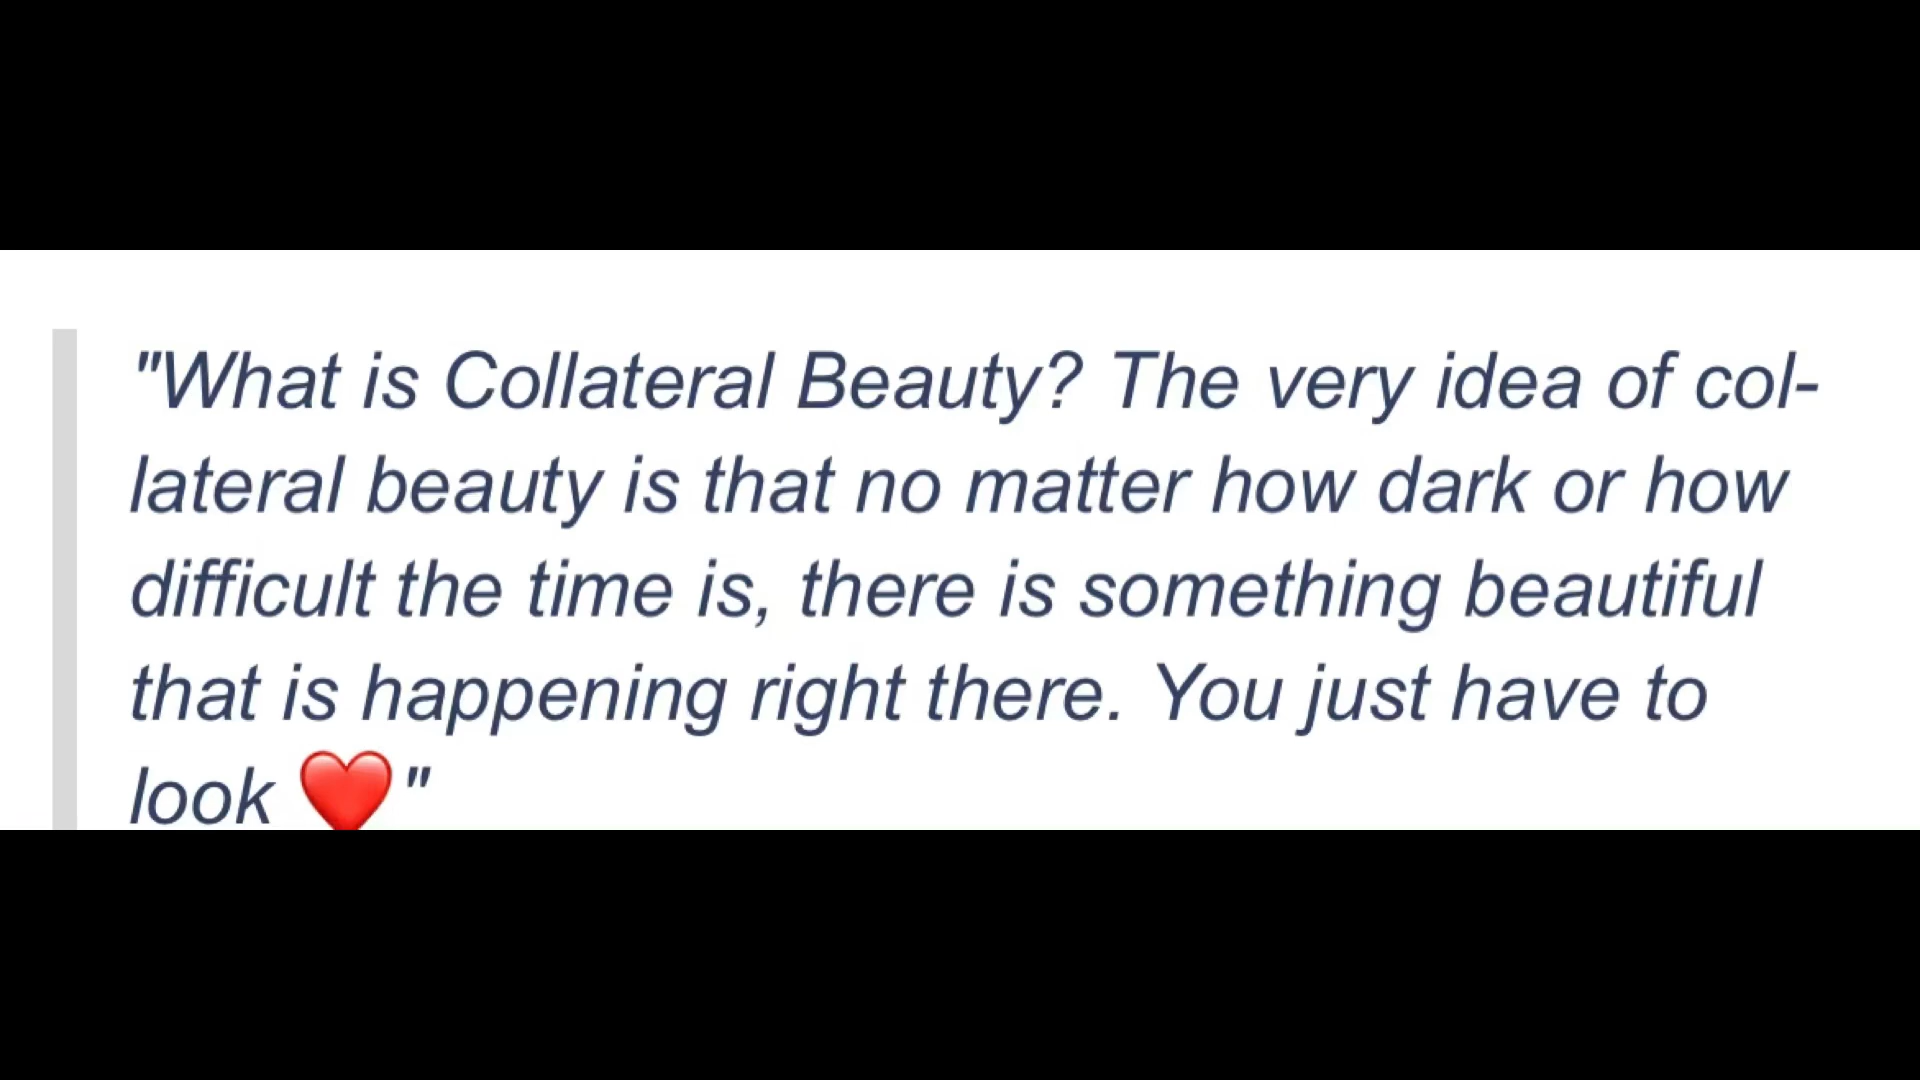 "What is Collateral Beauty? The very idea of col-
lateral beauty is that no matter how dark or how
difficult the time is, there is something beautiful
that is happening right there. You just have to
look ❤️"